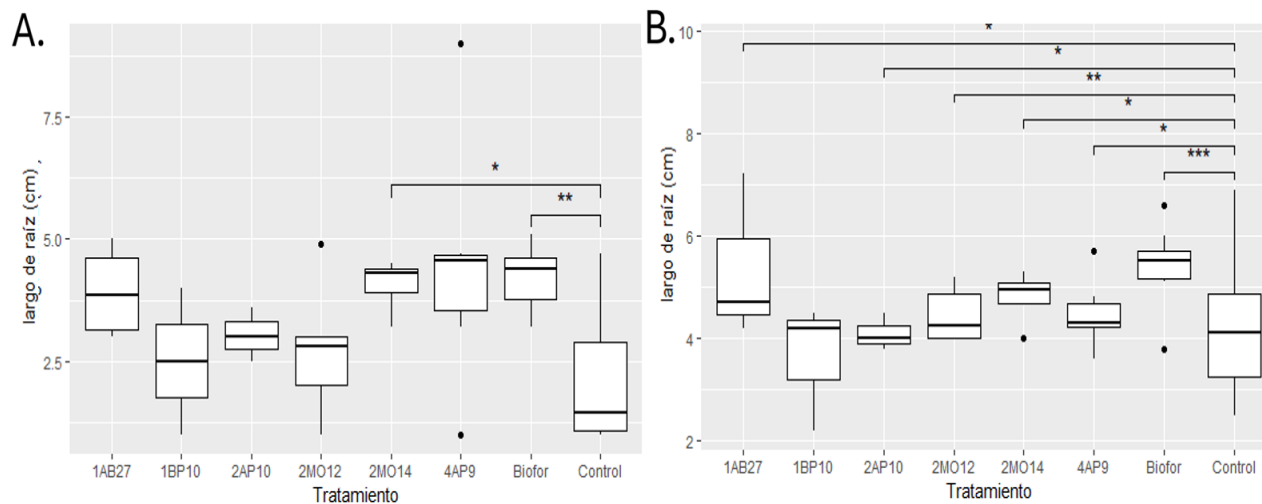 A.
largo de raíz (cm) ,
7.5
5.0
2.5
*
**
1AB27 1BP10 2AP10 2MO12 2MO14 4AP9 Biofor Control
Tratamiento
B.
largo de raíz (cm)
10
8
6
4
2
*
*
**
*
*
***
1AB27 1BP10 2AP10 2MO12 2MO14 4AP9 Biofor Control
Tratamiento